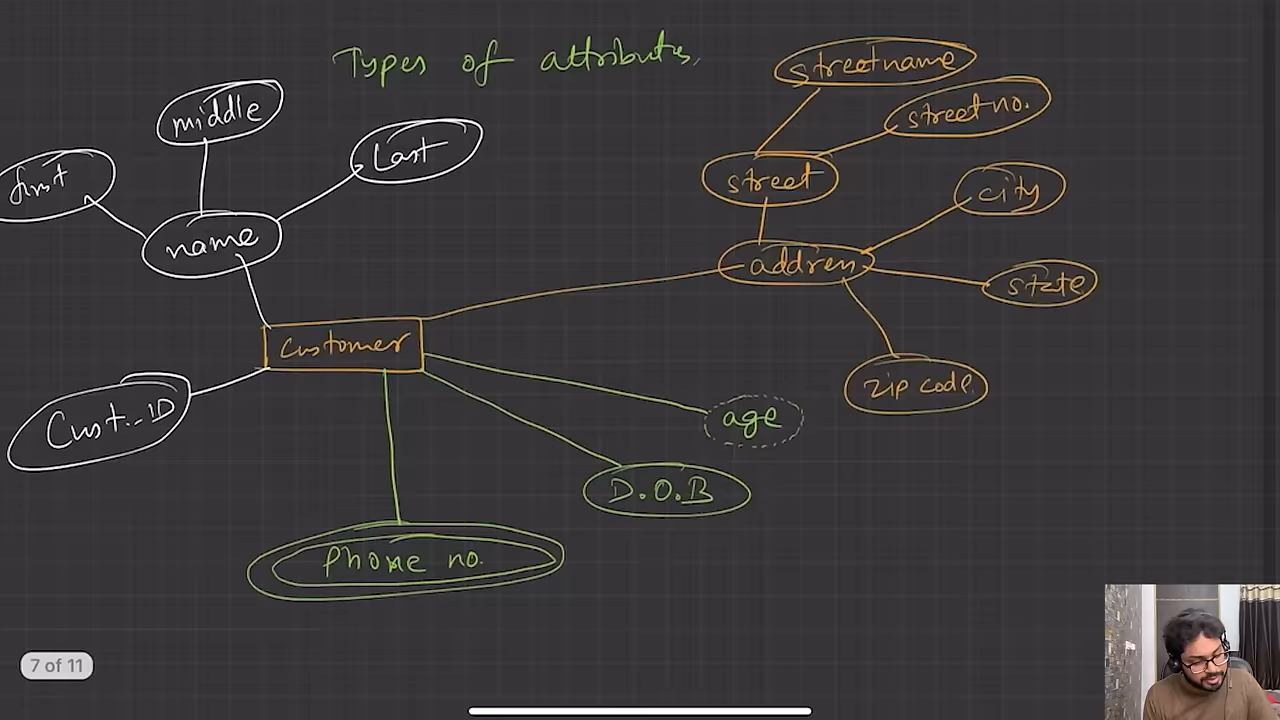 Types of attributes
streetname
middle
street no.
Last
first
street
city
name
address
state
Customer
zip code
Cust. ID
age
D.O.B
Phone no.
7 of 11